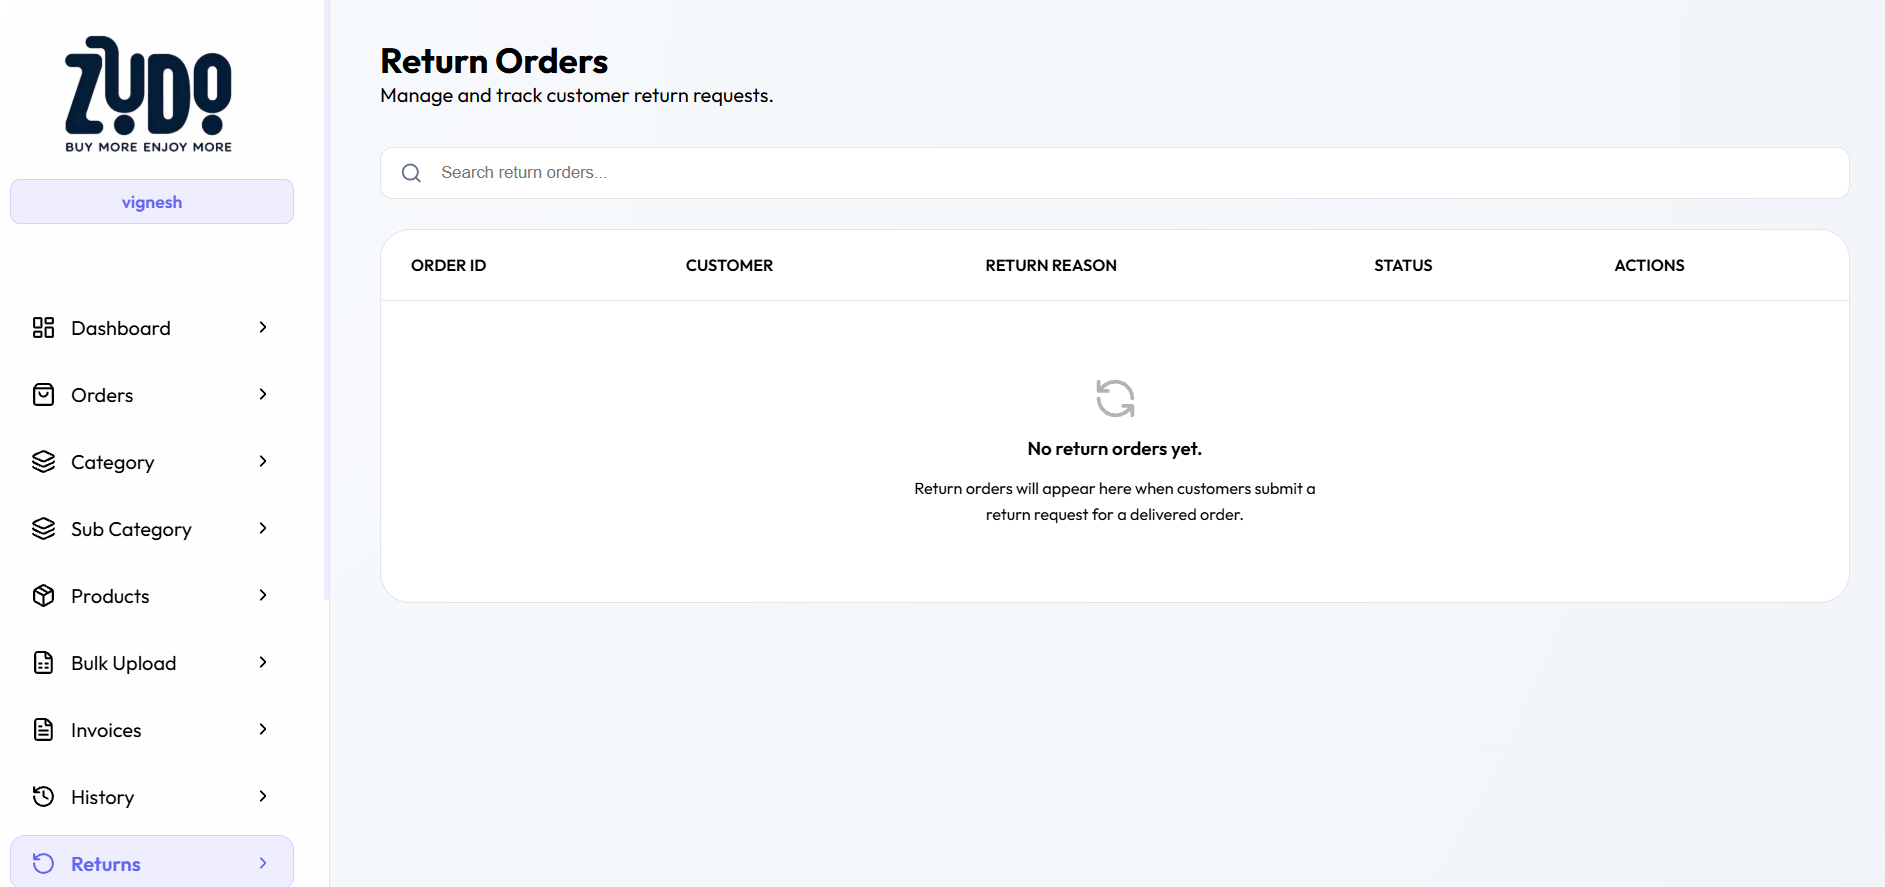 ZUDO
BUY MORE ENJOY MORE
vignesh
Dashboard
Orders
Category
Sub Category
Products
Bulk Upload
Invoices
History
Returns
Return Orders
Manage and track customer return requests.
Search return orders...
ORDER ID CUSTOMER RETURN REASON STATUS ACTIONS
No return orders yet.
Return orders will appear here when customers submit a
return request for a delivered order.